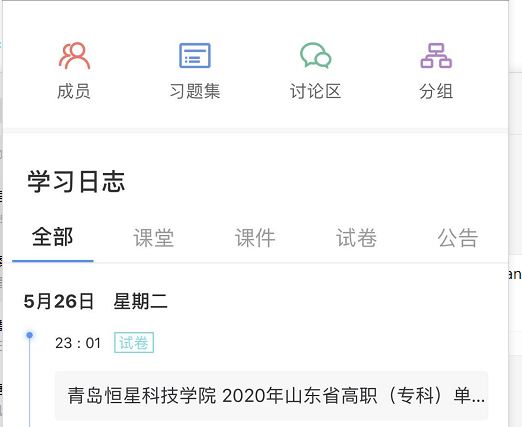 成员 习题集 讨论区 分组
学习日志
全部 课堂 课件 试卷 公告
5月26日 星期二
23 : 01 试卷
青岛恒星科技学院 2020年山东省高职（专科）单...
an